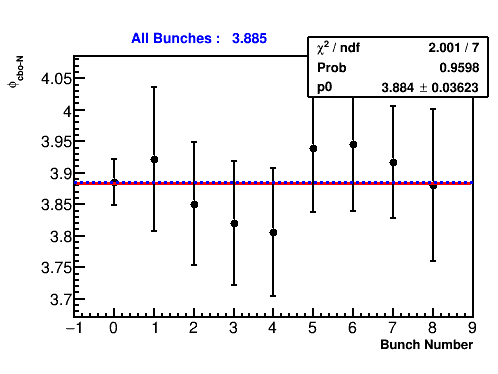 All Bunches : 3.885
χ² / ndf 2.001 / 7
Prob 0.9598
p0 3.884 ± 0.03623
ϕcbo-N
4.05
4
3.95
3.9
3.85
3.8
3.75
3.7
−1 0 1 2 3 4 5 6 7 8 9
Bunch Number